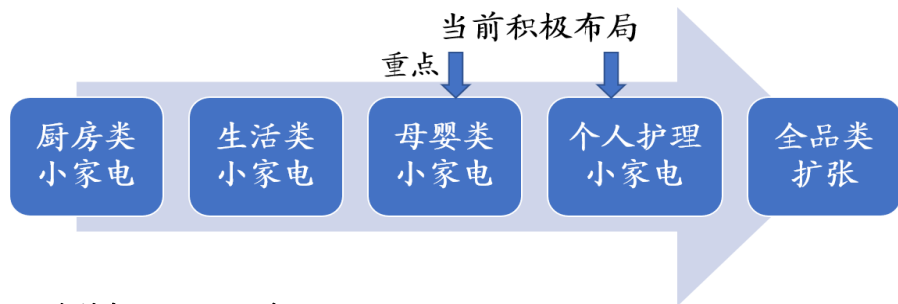 当前积极布局
重点
厨房类
小家电
生活类
小家电
母婴类
小家电
个人护理
小家电
全品类
扩张